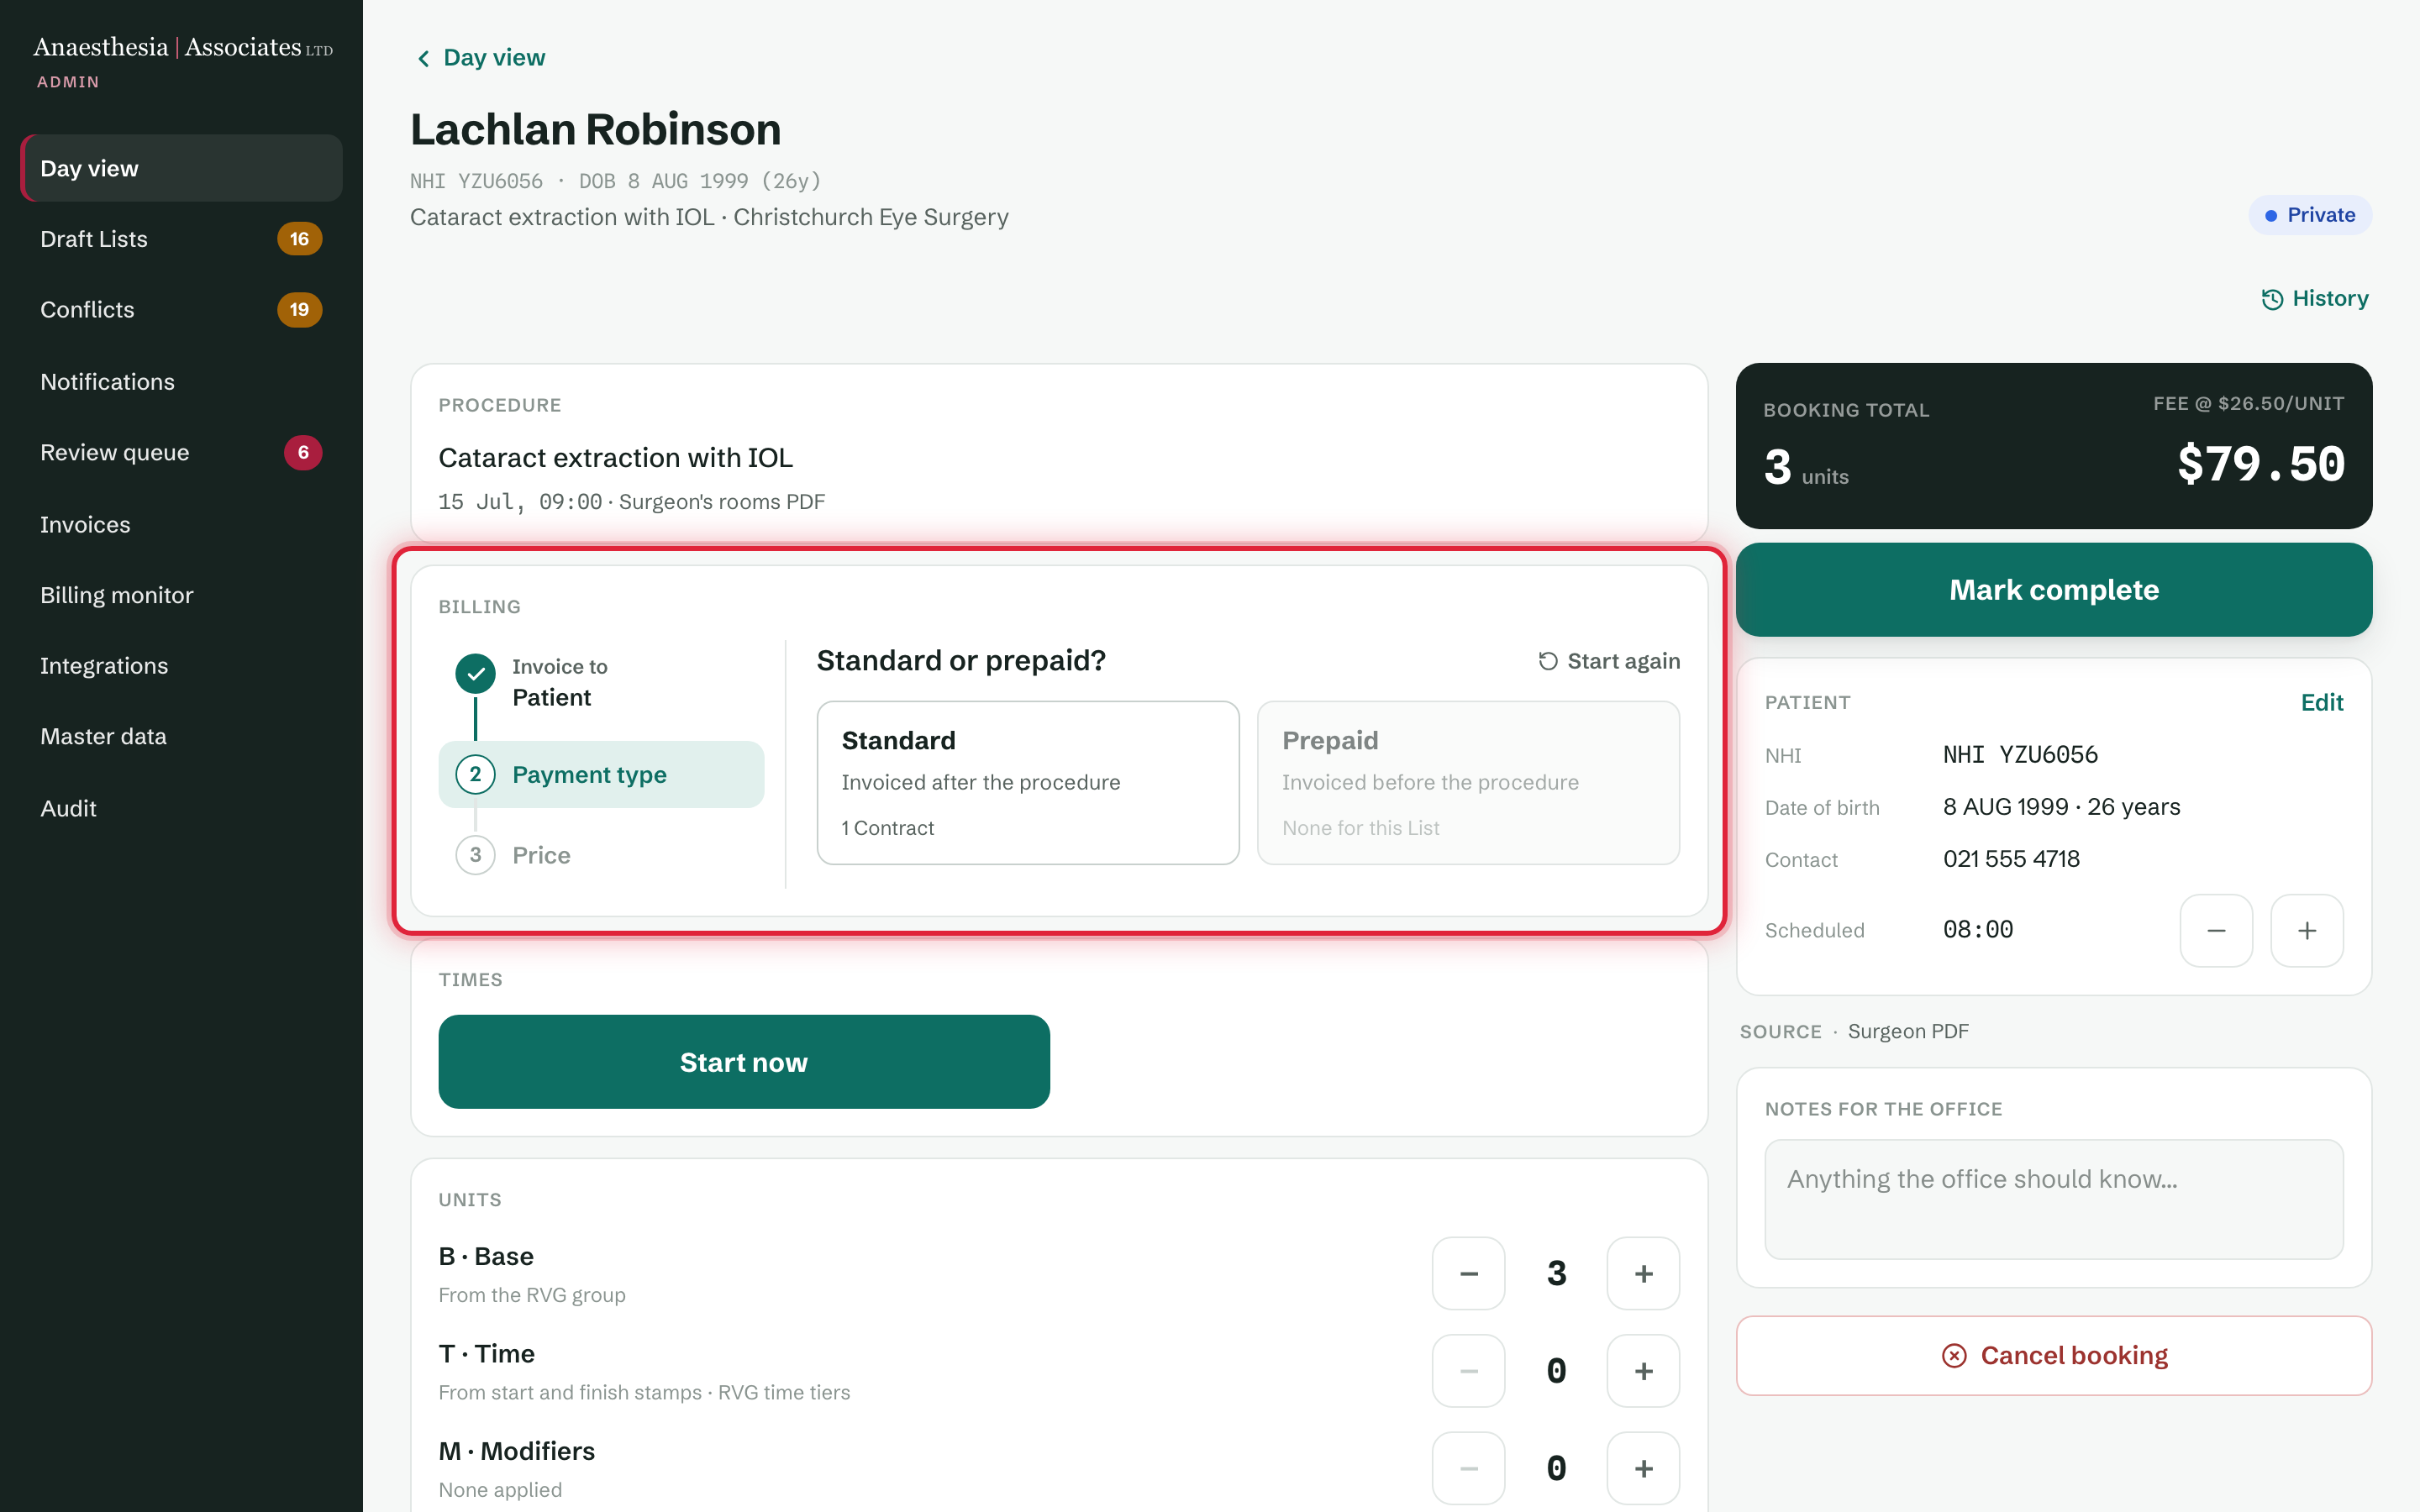 Anaesthesia | Associates LTD
ADMIN
Day view
Draft Lists 16
Conflicts 19
Notifications
Review queue 6
Invoices
Billing monitor
Integrations
Master data
Audit
Day view
Lachlan Robinson
NHI YZU6056 · DOB 8 AUG 1999 (26y)
Cataract extraction with IOL · Christchurch Eye Surgery
Private
History
PROCEDURE
Cataract extraction with IOL
15 Jul, 09:00 · Surgeon's rooms PDF
BILLING
Invoice to
Patient
2 Payment type
3 Price
Standard or prepaid?
Start again
Standard
Invoiced after the procedure
1 Contract
Prepaid
Invoiced before the procedure
None for this List
TIMES
Start now
UNITS
B · Base
From the RVG group
− 3 +
T · Time
From start and finish stamps · RVG time tiers
− 0 +
M · Modifiers
None applied
− 0 +
BOOKING TOTAL
3 units
FEE @ $26.50/UNIT
$79.50
Mark complete
PATIENT
Edit
NHI NHI YZU6056
Date of birth 8 AUG 1999 · 26 years
Contact 021 555 4718
Scheduled 08:00 − +
SOURCE · Surgeon PDF
NOTES FOR THE OFFICE
Anything the office should know...
Cancel booking